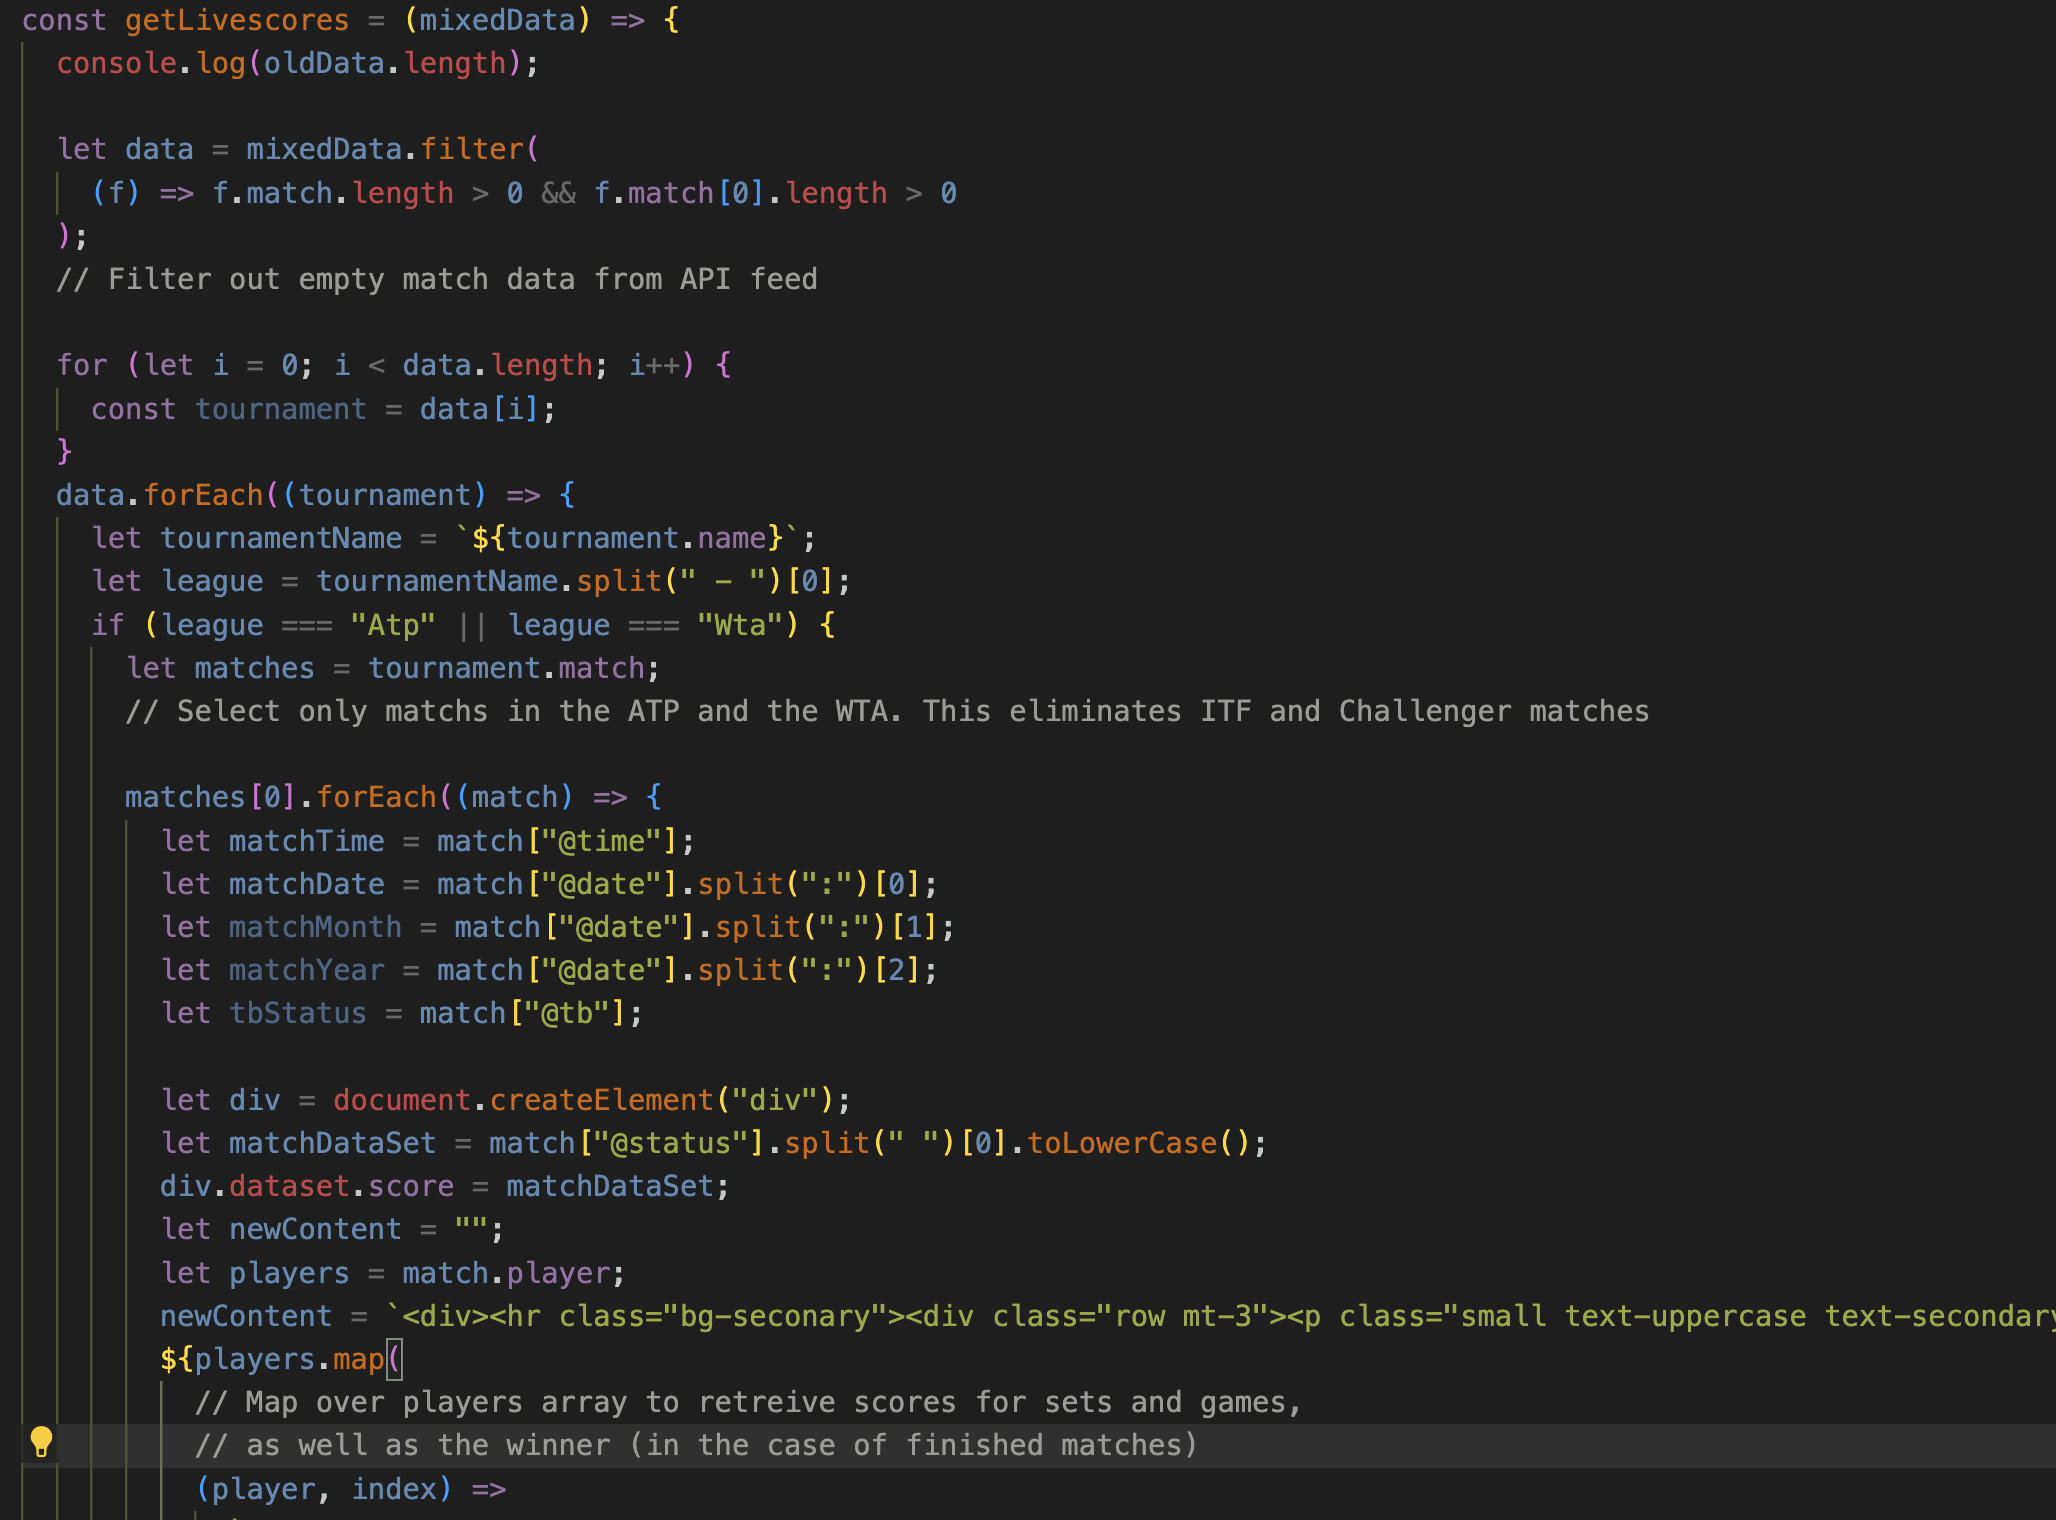 const getLivescores = (mixedData) => {
console.log(oldData.length);
let data = mixedData.filter(
(f) => f.match.length > 0 && f.match[0].length > 0
);
// Filter out empty match data from API feed
for (let i = 0; i < data.length; i++) {
const tournament = data[i];
}
data.forEach((tournament) => {
let tournamentName = `${tournament.name}`;
let league = tournamentName.split(" - ")[0];
if (league === "Atp" || league === "Wta") {
let matches = tournament.match;
// Select only matchs in the ATP and the WTA. This eliminates ITF and Challenger matches
matches[0].forEach((match) => {
let matchTime = match["@time"];
let matchDate = match["@date"].split(":")[0];
let matchMonth = match["@date"].split(":")[1];
let matchYear = match["@date"].split(":")[2];
let tbStatus = match["@tb"];
let div = document.createElement("div");
let matchDataSet = match["@status"].split(" ")[0].toLowerCase();
div.dataset.score = matchDataSet;
let newContent = "";
let players = match.player;
newContent = `<div><hr class="bg-seconary"><div class="row mt-3"><p class="small text-uppercase text-secondary
${players.map(
// Map over players array to retreive scores for sets and games,
// as well as the winner (in the case of finished matches)
(player, index) =>